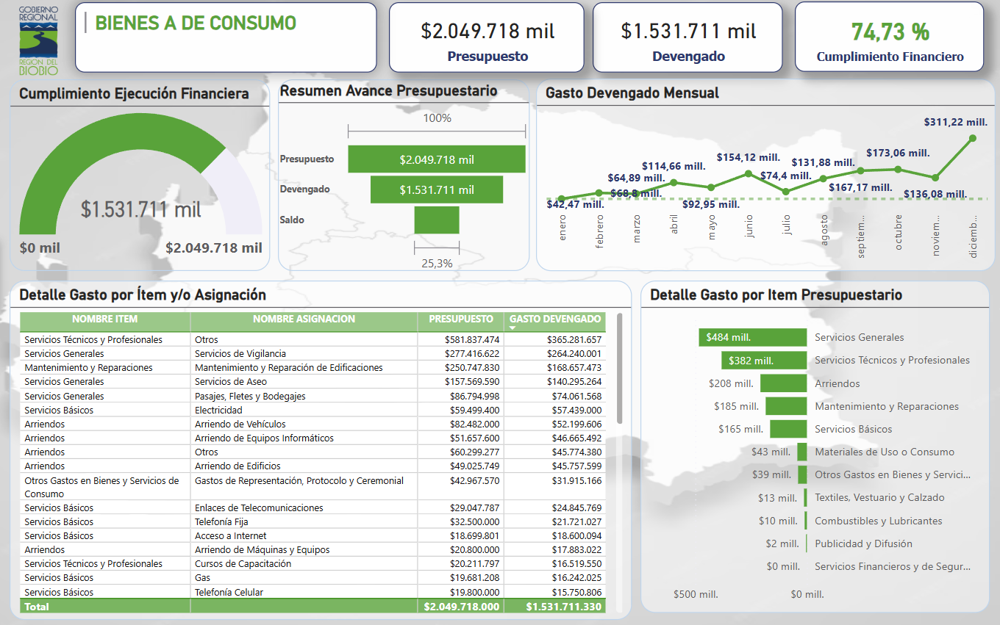 GOBIERNO
REGIONAL
REGIÓN DEL
BIOBIO
BIENES A DE CONSUMO
$2.049.718 mil
Presupuesto
$1.531.711 mil
Devengado
74,73 %
Cumplimiento Financiero
Cumplimiento Ejecución Financiera
$1.531.711 mil
$0 mil
$2.049.718 mil
Resumen Avance Presupuestario
100%
Presupuesto
$2.049.718 mil
Devengado
$1.531.711 mil
Saldo
25,3%
Gasto Devengado Mensual
$42,47 mill.
$64,89 mill.
$68,8 mill.
$114,66 mill.
$92,95 mill.
$154,12 mill.
$74,4 mill.
$131,88 mill.
$167,17 mill.
$173,06 mill.
$136,08 mill.
$311,22 mill.
enero
febrero
marzo
abril
mayo
junio
julio
agosto
septiem...
octubre
noviem...
diciemb...
Detalle Gasto por Ítem y/o Asignación
NOMBRE ITEM NOMBRE ASIGNACION PRESUPUESTO GASTO DEVENGADO
Servicios Técnicos y Profesionales Otros $581.837.474 $365.281.657
Servicios Generales Servicios de Vigilancia $277.416.622 $264.240.001
Mantenimiento y Reparaciones Mantenimiento y Reparación de Edificaciones $250.747.830 $168.657.473
Servicios Generales Servicios de Aseo $157.569.590 $140.295.264
Servicios Generales Pasajes, Fletes y Bodegajes $86.794.998 $74.061.568
Servicios Básicos Electricidad $59.499.400 $57.439.000
Arriendos Arriendo de Vehículos $82.482.000 $52.199.606
Arriendos Arriendo de Equipos Informáticos $51.657.600 $46.665.492
Arriendos Otros $60.299.277 $45.774.380
Arriendos Arriendo de Edificios $49.025.749 $45.757.599
Otros Gastos en Bienes y Servicios de Gastos de Representación, Protocolo y Ceremonial $42.967.570 $31.915.166
Consumo
Servicios Básicos Enlaces de Telecomunicaciones $29.047.787 $24.845.769
Servicios Básicos Telefonía Fija $32.500.000 $21.721.027
Servicios Básicos Acceso a Internet $18.699.801 $18.600.094
Arriendos Arriendo de Máquinas y Equipos $20.800.000 $17.883.022
Servicios Técnicos y Profesionales Cursos de Capacitación $20.211.797 $16.519.550
Servicios Básicos Gas $19.681.208 $16.242.025
Servicios Básicos Telefonía Celular $19.800.000 $15.750.806
Total $2.049.718.000 $1.531.711.330
Detalle Gasto por Item Presupuestario
$484 mill. Servicios Generales
$382 mill. Servicios Técnicos y Profesionales
$208 mill. Arriendos
$185 mill. Mantenimiento y Reparaciones
$165 mill. Servicios Básicos
$43 mill. Materiales de Uso o Consumo
$39 mill. Otros Gastos en Bienes y Servici...
$13 mill. Textiles, Vestuario y Calzado
$10 mill. Combustibles y Lubricantes
$2 mill. Publicidad y Difusión
$0 mill. Servicios Financieros y de Segur...
$500 mill. $0 mill.